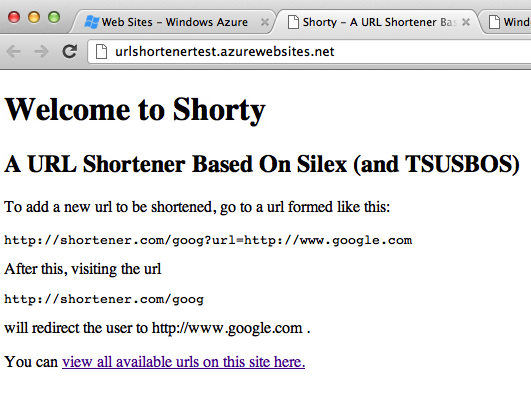 Web Sites - Windows Azure
Shorty - A URL Shortener Bas
Wind
urlshortenertest.azurewebsites.net
Welcome to Shorty
A URL Shortener Based On Silex (and TSUSBOS)
To add a new url to be shortened, go to a url formed like this:
http://shortener.com/goog?url=http://www.google.com
After this, visiting the url
http://shortener.com/goog
will redirect the user to http://www.google.com .
You can view all available urls on this site here.